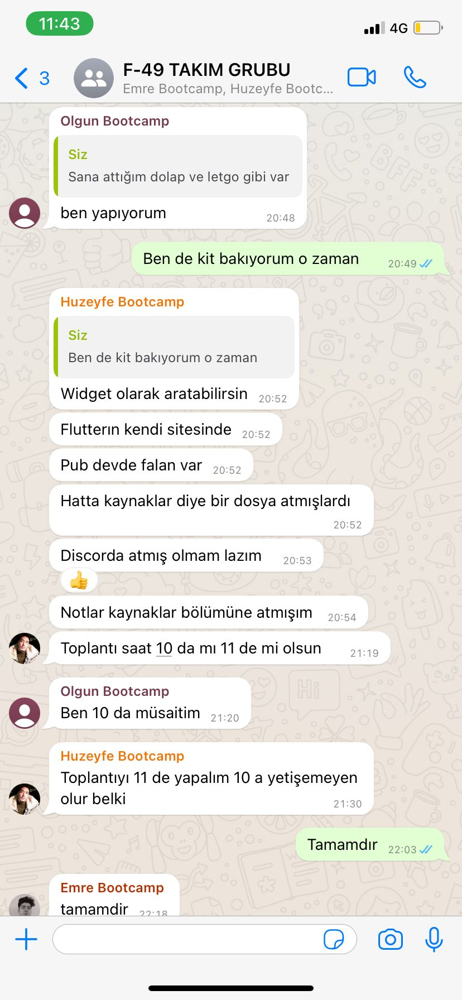 11:43
4G
3
F-49 TAKIM GRUBU
Emre Bootcamp, Huzeyfe Bootc...
Olgun Bootcamp
Siz
Sana attığım dolap ve letgo gibi var
ben yapıyorum
20:48
Ben de kit bakıyorum o zaman
20:49
Huzeyfe Bootcamp
Siz
Ben de kit bakıyorum o zaman
Widget olarak aratabilirsin
20:52
Flutterın kendi sitesinde
20:52
Pub devde falan var
20:52
Hatta kaynaklar diye bir dosya atmışlardı
20:52
Discorda atmış olmam lazım
20:53
Notlar kaynaklar bölümüne atmışım
20:54
Toplantı saat 10 da mı 11 de mi olsun
21:19
Olgun Bootcamp
Ben 10 da müsaitim
21:20
Huzeyfe Bootcamp
Toplantıyı 11 de yapalım 10 a yetişemeyen
olur belki
21:30
Tamamdır
22:03
Emre Bootcamp
tamamdir
22:18